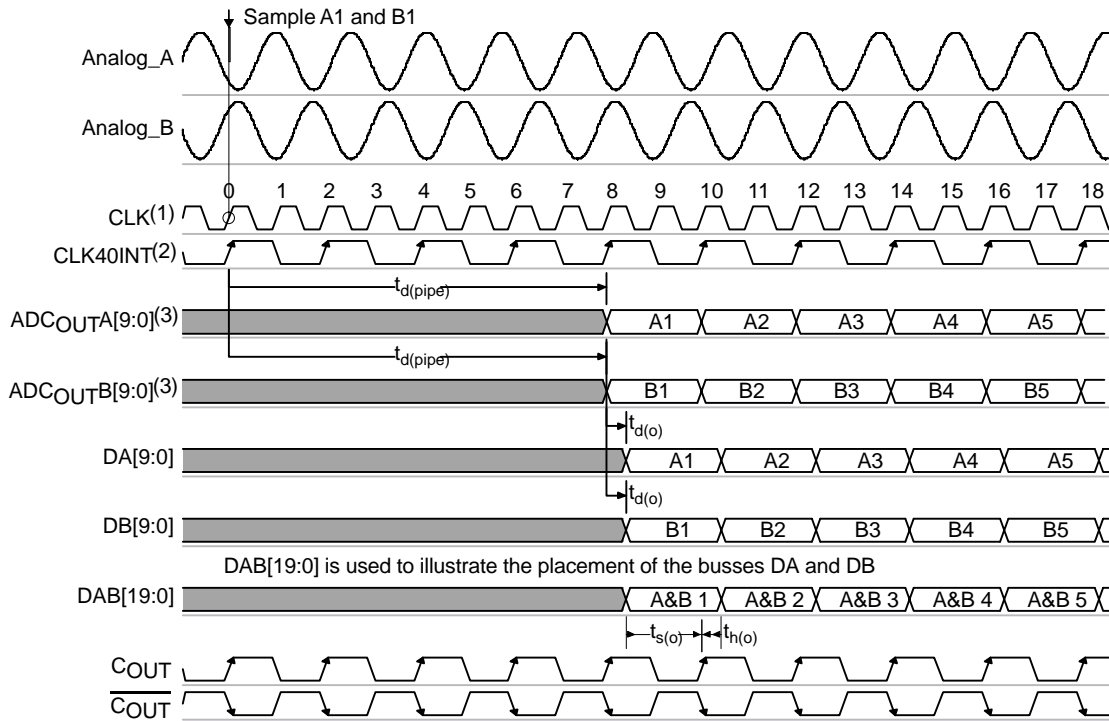 Sample A1 and B1
Analog_A
Analog_B
0 1 2 3 4 5 6 7 8 9 10 11 12 13 14 15 16 17 18
CLK(1)
CLK40INT(2)
td(pipe)
ADCOUTA[9:0](3) A1 A2 A3 A4 A5
td(pipe)
ADCOUTB[9:0](3) B1 B2 B3 B4 B5
td(o)
DA[9:0] A1 A2 A3 A4 A5
td(o)
DB[9:0] B1 B2 B3 B4 B5
DAB[19:0] is used to illustrate the placement of the busses DA and DB
DAB[19:0] A&B 1 A&B 2 A&B 3 A&B 4 A&B 5
ts(o) th(o)
COUT
COUT